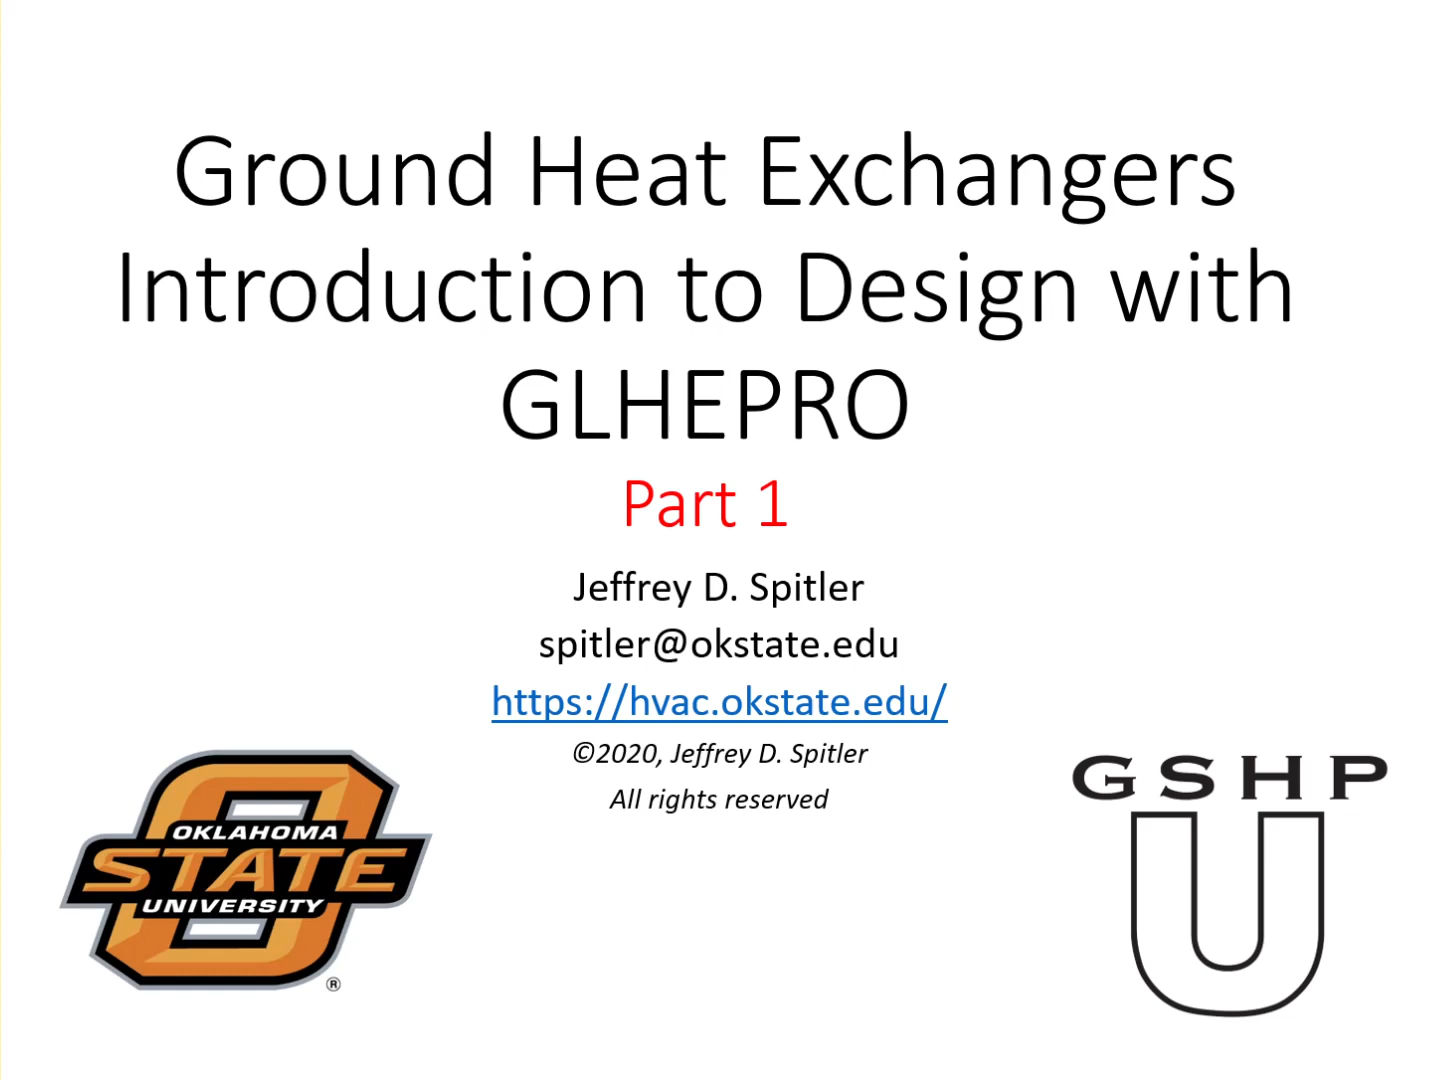 Ground Heat Exchangers
Introduction to Design with
GLHEPRO
Part 1
Jeffrey D. Spitler
spitler@okstate.edu
https://hvac.okstate.edu/
©2020, Jeffrey D. Spitler
All rights reserved
OKLAHOMA
STATE
UNIVERSITY
®
GSHP
U